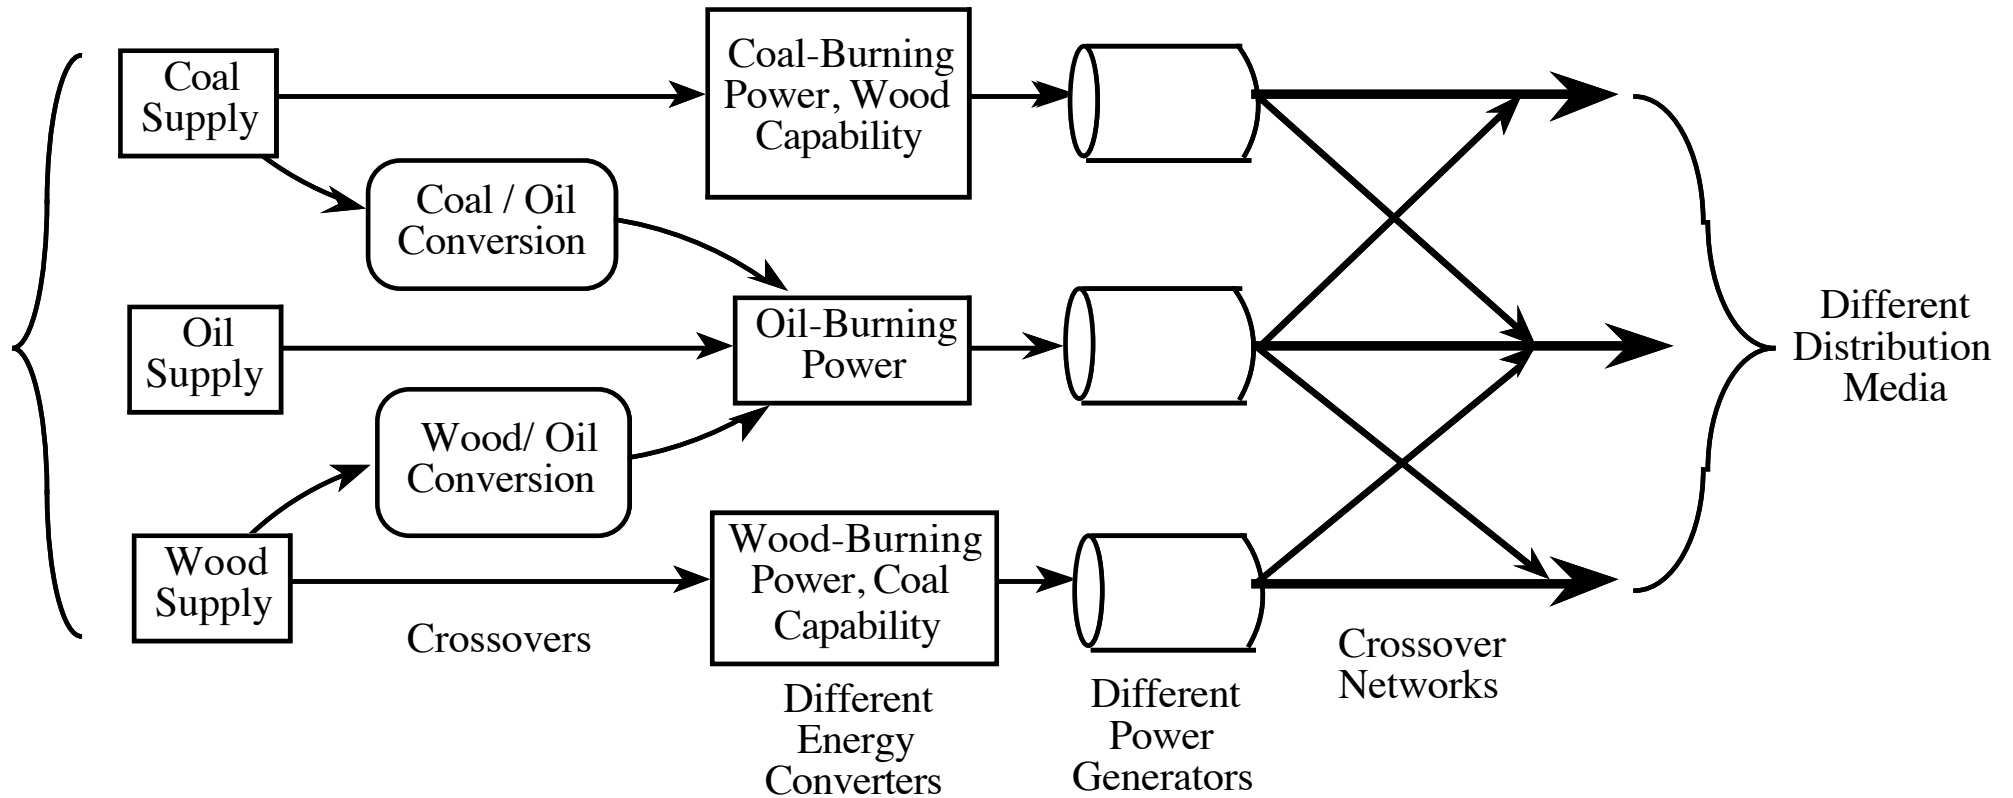 Coal
Supply
Coal-Burning
Power, Wood
Capability
Coal / Oil
Conversion
Oil
Supply
Oil-Burning
Power
Different
Distribution
Media
Wood/ Oil
Conversion
Wood
Supply
Wood-Burning
Power, Coal
Capability
Crossovers
Crossover
Networks
Different
Energy
Converters
Different
Power
Generators